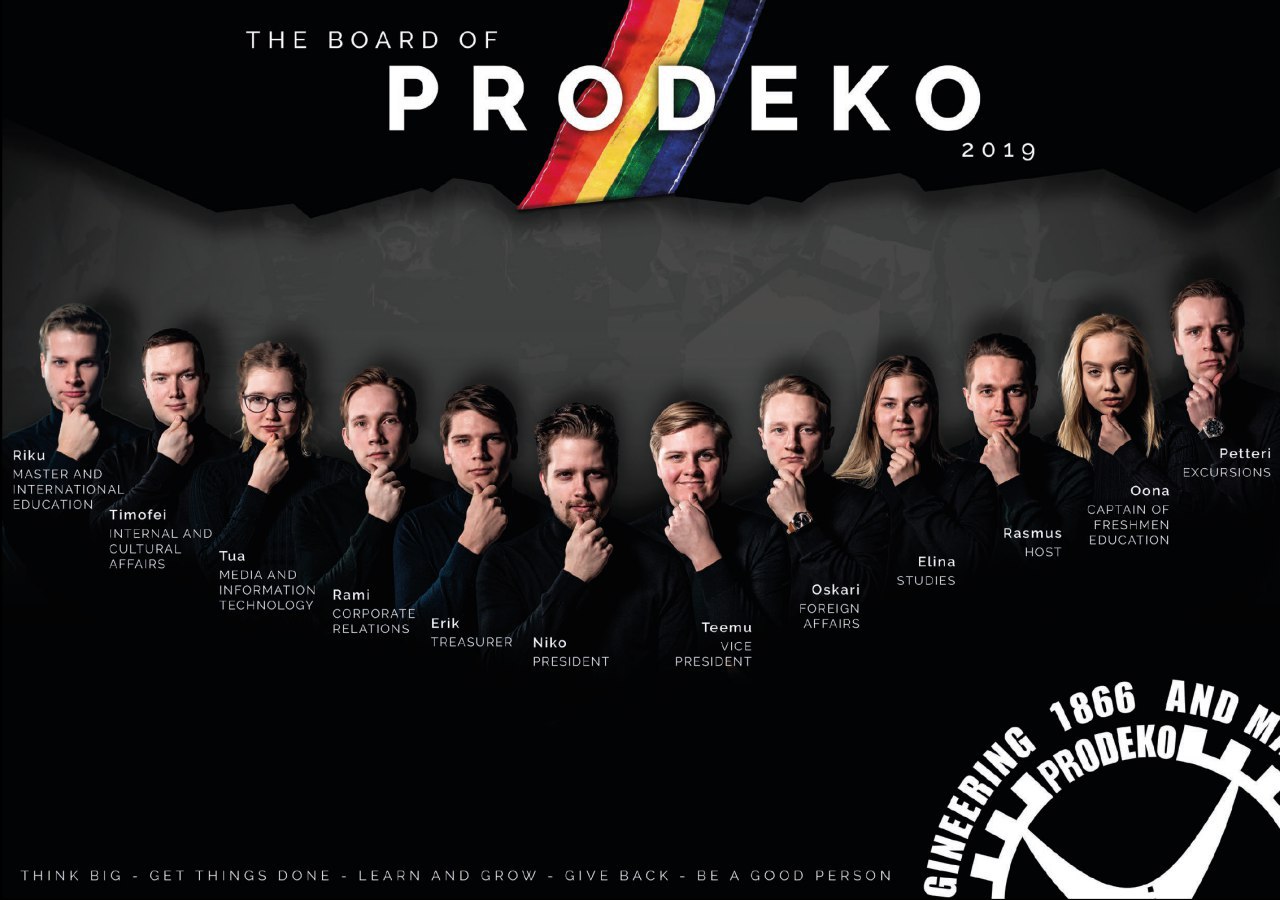 THE BOARD OF
PRODEKO
2019
Riku
MASTER AND
INTERNATIONAL
EDUCATION
Timofei
INTERNAL AND
CULTURAL
AFFAIRS
Tua
MEDIA AND
INFORMATION
TECHNOLOGY
Rami
CORPORATE
RELATIONS
Erik
TREASURER
Niko
PRESIDENT
Teemu
VICE
PRESIDENT
Oskari
FOREIGN
AFFAIRS
Elina
STUDIES
Rasmus
HOST
Oona
CAPTAIN OF
FRESHMEN
EDUCATION
Petteri
EXCURSIONS
GINEERING 1866 AND MA
PRODEKO
THINK BIG - GET THINGS DONE - LEARN AND GROW - GIVE BACK - BE A GOOD PERSON